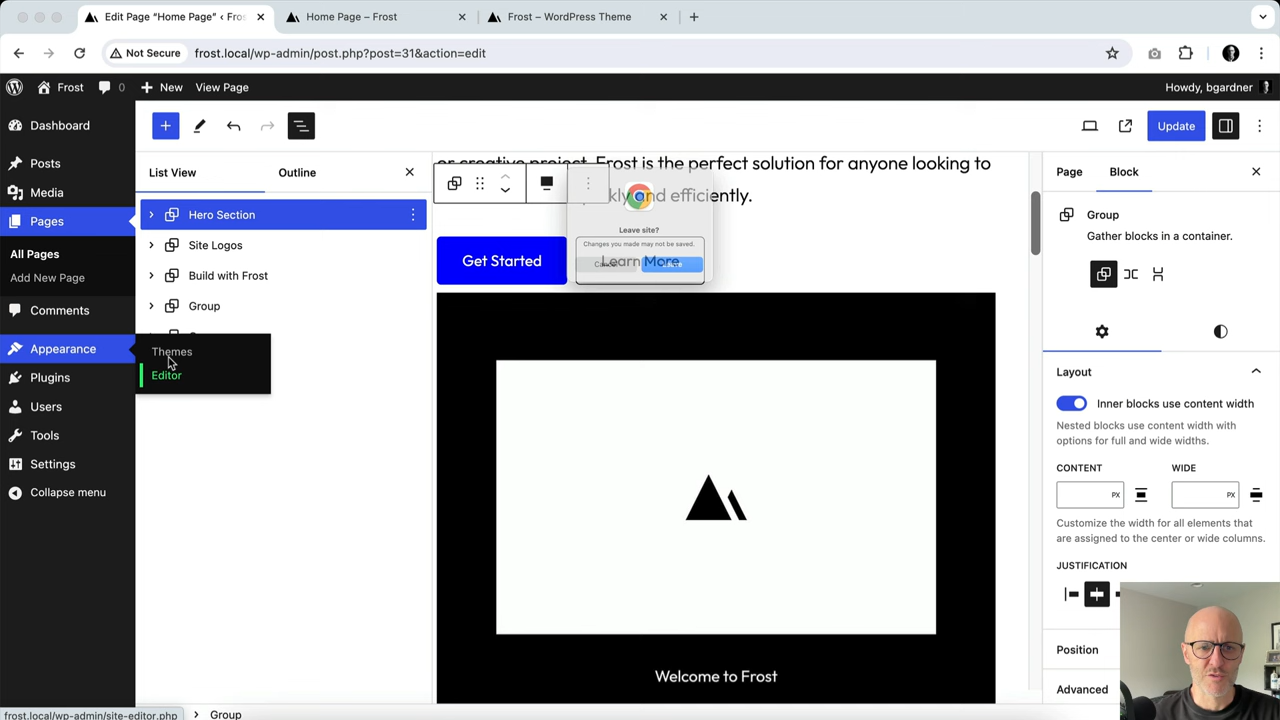 Edit Page “Home Page” ‹ Fros
Home Page – Frost
Frost – WordPress Theme
Not Secure
frost.local/wp-admin/post.php?post=31&action=edit
Frost
0
New
View Page
Howdy, bgardner
Dashboard
Posts
Media
Pages
All Pages
Add New Page
Comments
Appearance
Plugins
Users
Tools
Settings
Collapse menu
Themes
Editor
Update
List View
Outline
Hero Section
Site Logos
Build with Frost
Group
or creative project, Frost is the perfect solution for anyone looking to
and efficiently.
Leave site?
Changes you made may not be saved.
Cancel
Get Started
Learn More
Welcome to Frost
Page
Block
Group
Gather blocks in a container.
Layout
Inner blocks use content width
Nested blocks use content width with
options for full and wide widths.
CONTENT
WIDE
PX
PX
Customize the width for all elements that
are assigned to the center or wide columns.
JUSTIFICATION
Position
Advanced
frost.local/wp-admin/site-editor.php
Group